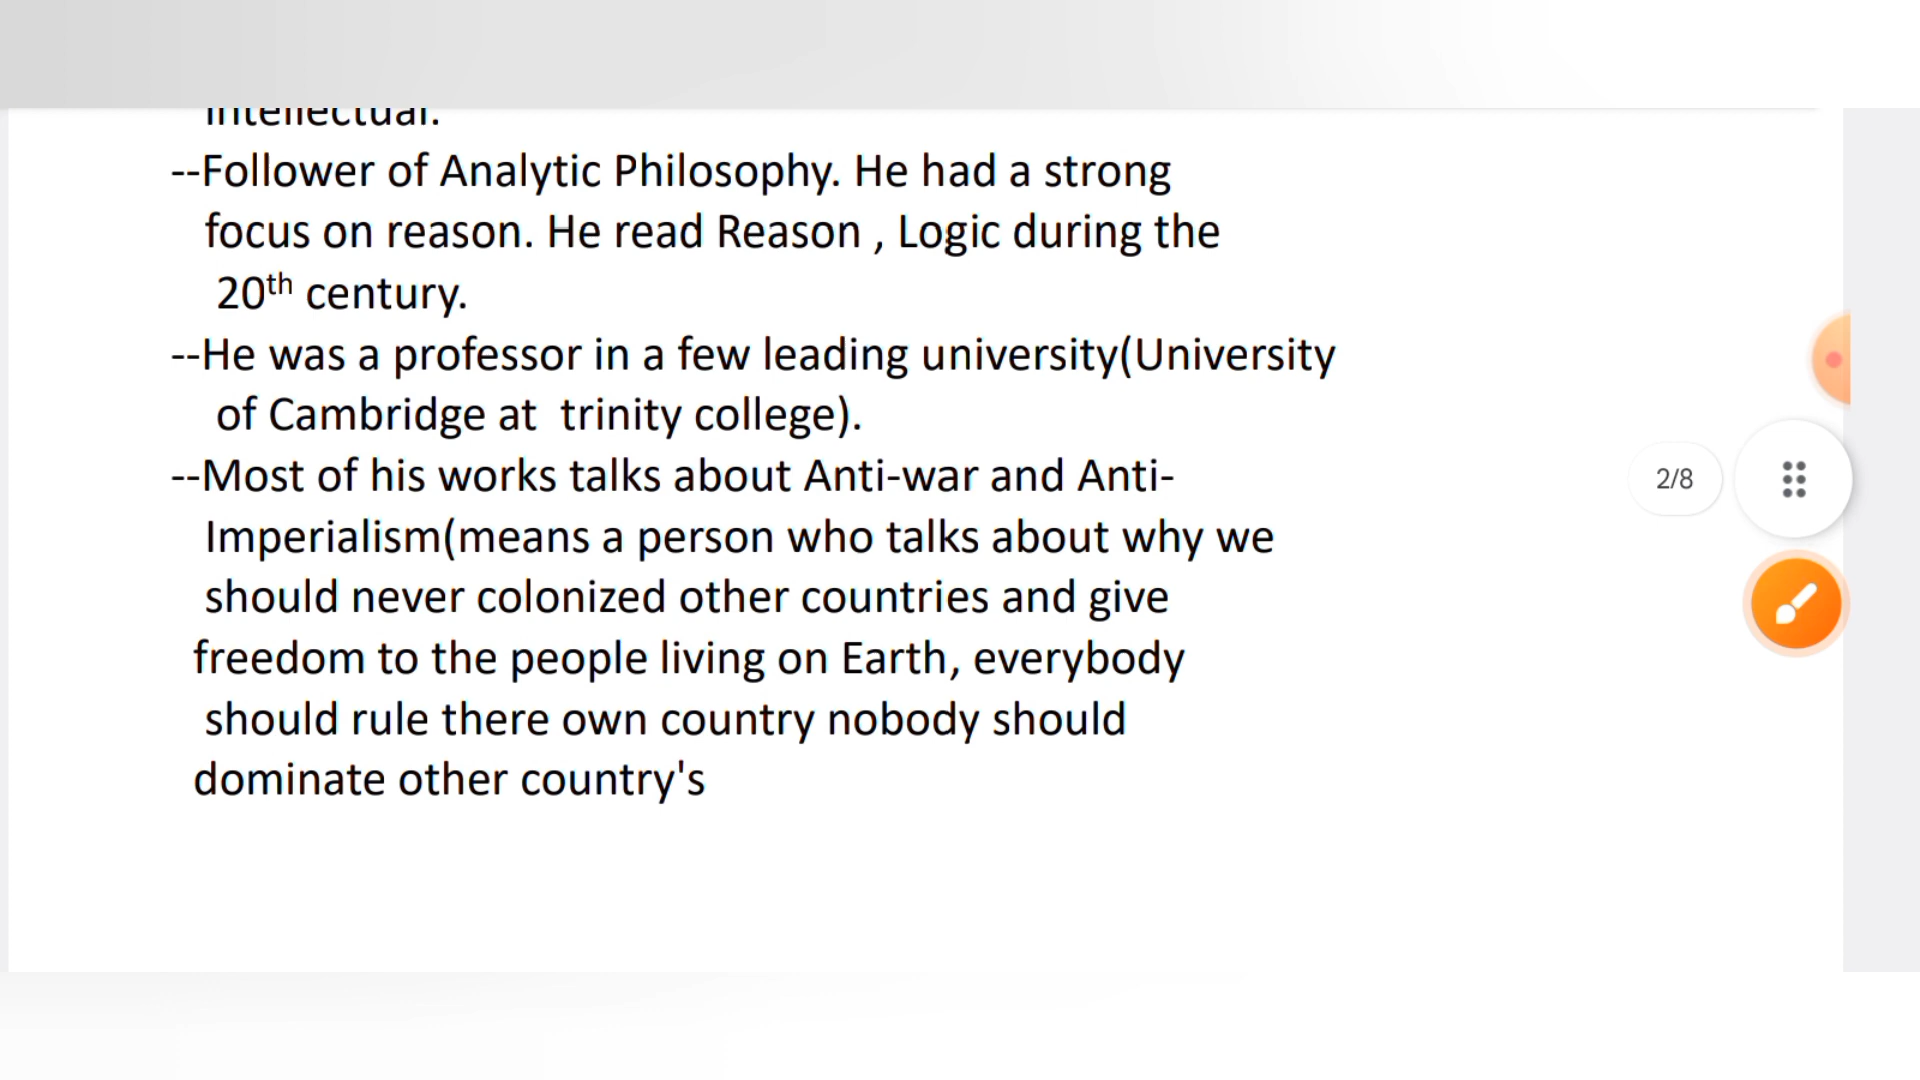 intellectual.
--Follower of Analytic Philosophy. He had a strong
focus on reason. He read Reason , Logic during the
20th century.
--He was a professor in a few leading university(University
of Cambridge at  trinity college).
--Most of his works talks about Anti-war and Anti-
Imperialism(means a person who talks about why we
should never colonized other countries and give
freedom to the people living on Earth, everybody
should rule there own country nobody should
dominate other country's
2/8